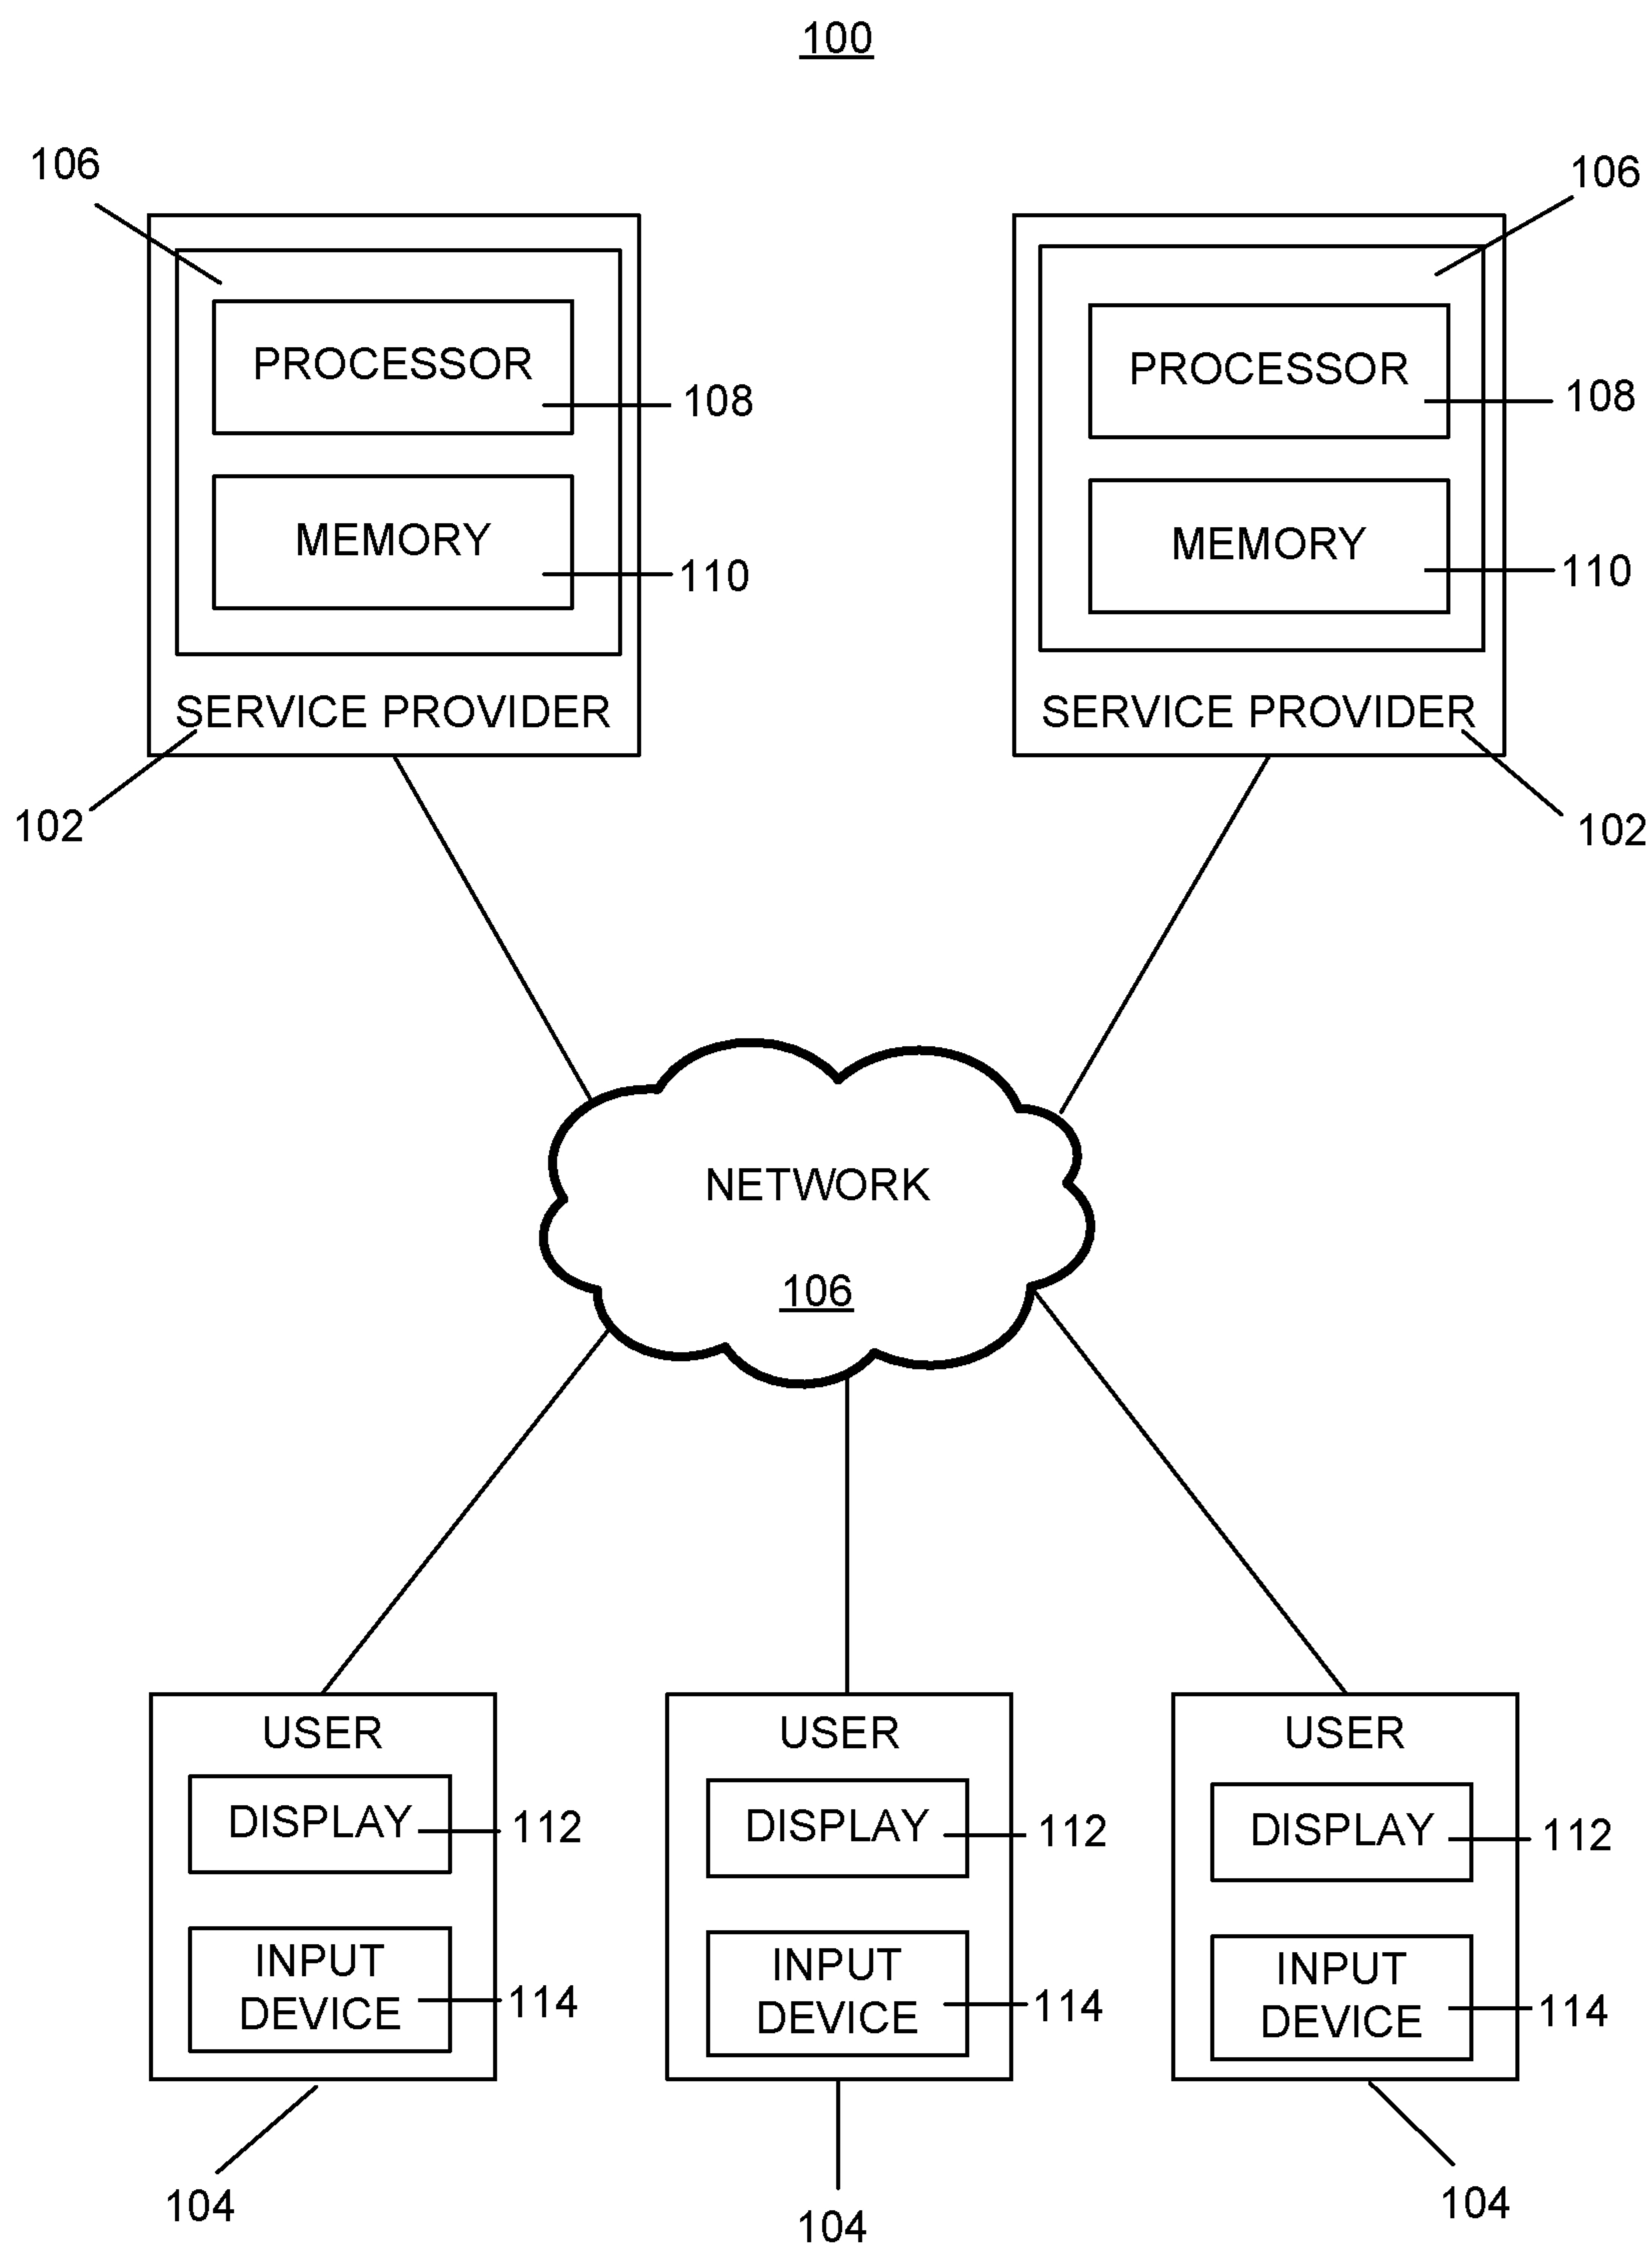 100
106
106
PROCESSOR
PROCESSOR
108
108
MEMORY
MEMORY
110
110
SERVICE PROVIDER
SERVICE PROVIDER
102
102
NETWORK
106
USER
USER
USER
DISPLAY
112
DISPLAY
112
DISPLAY
112
INPUT
DEVICE
114
INPUT
DEVICE
114
INPUT
DEVICE
114
104
104
104